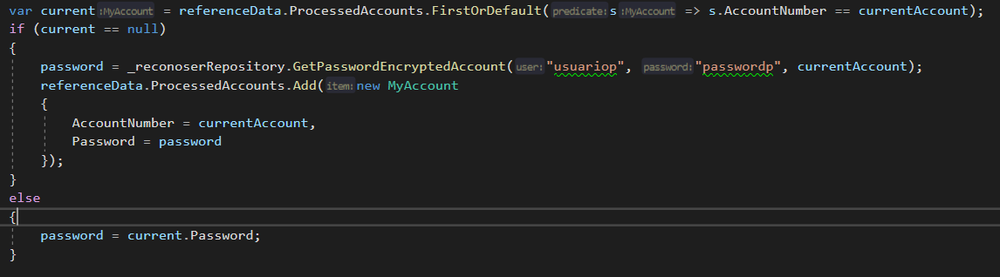 var current :MyAccount = referenceData.ProcessedAccounts.FirstOrDefault( predicate: s :MyAccount => s.AccountNumber == currentAccount);
if (current == null)
{
password = _reconoserRepository.GetPasswordEncryptedAccount( user: "usuariop", password: "passwordp", currentAccount);
referenceData.ProcessedAccounts.Add( item: new MyAccount
{
AccountNumber = currentAccount,
Password = password
});
}
else
{
password = current.Password;
}